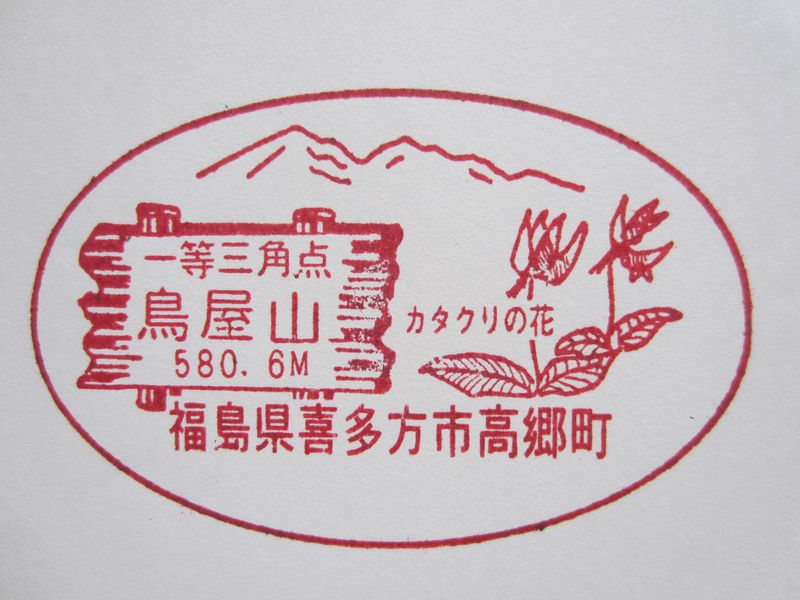 一等三角点
鳥屋山
580.6M
カタクリの花
福島県喜多方市高郷町